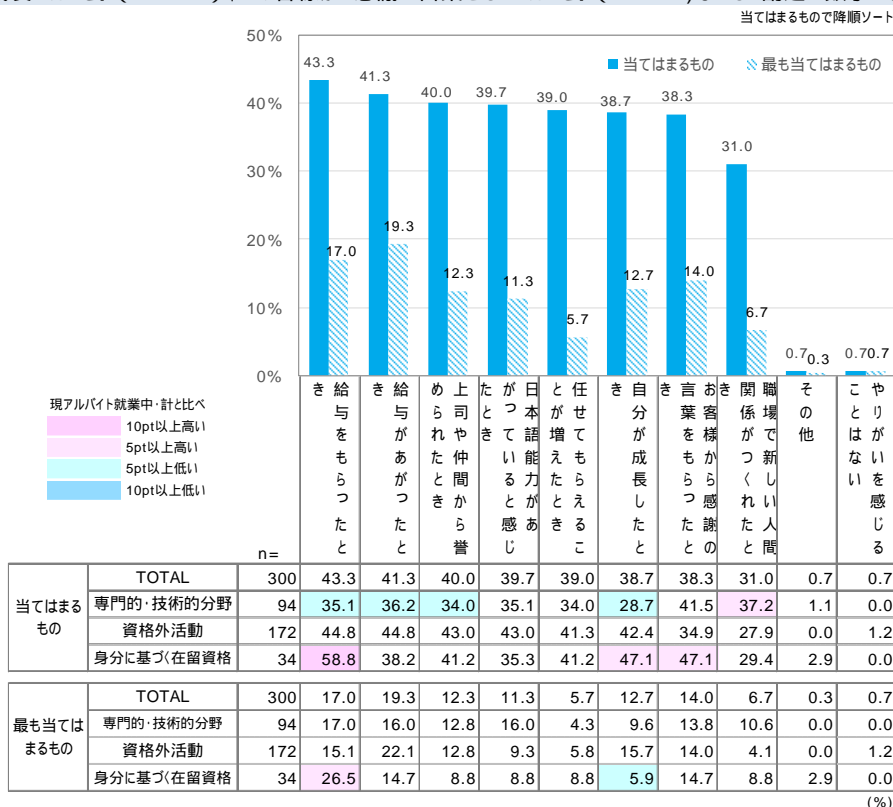 当てはまるもので降順ソート
50%
40%
30%
20%
10%
0%
当てはまるもの 最も当てはまるもの
43.3 41.3 40.0 39.7 39.0 38.7 38.3 31.0 0.7 0.7
17.0 19.3 12.3 11.3 5.7 12.7 14.0 6.7 0.3 0.7
現アルバイト就業中・計と比べ
10pt以上高い
5pt以上高い
5pt以上低い
10pt以上低い
n=
給与をもらったとき
給与があがったとき
上司や仲間から誉められたとき
日本語能力があがっていると感じたとき
任せてもらえることが増えたとき
自分が成長したとき
お客様から感謝の言葉をもらったとき
職場で新しい人間関係がつくれたとき
その他
やりがいを感じることはない
当てはまるもの
TOTAL 300 43.3 41.3 40.0 39.7 39.0 38.7 38.3 31.0 0.7 0.7
専門的・技術的分野 94 35.1 36.2 34.0 35.1 34.0 28.7 41.5 37.2 1.1 0.0
資格外活動 172 44.8 44.8 43.0 43.0 41.3 42.4 34.9 27.9 0.0 1.2
身分に基づく在留資格 34 58.8 38.2 41.2 35.3 41.2 47.1 47.1 29.4 2.9 0.0
最も当てはまるもの
TOTAL 300 17.0 19.3 12.3 11.3 5.7 12.7 14.0 6.7 0.3 0.7
専門的・技術的分野 94 17.0 16.0 12.8 16.0 4.3 9.6 13.8 10.6 0.0 0.0
資格外活動 172 15.1 22.1 12.8 9.3 5.8 15.7 14.0 4.1 0.0 1.2
身分に基づく在留資格 34 26.5 14.7 8.8 8.8 8.8 5.9 14.7 8.8 2.9 0.0
(%)